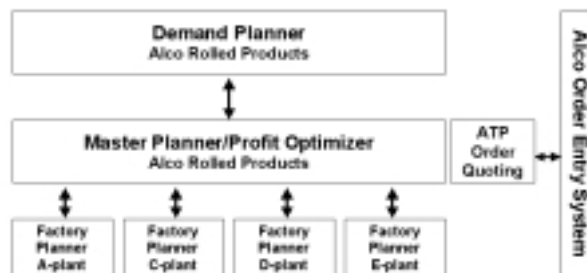 Demand Planner
Alco Rolled Products
Master Planner/Profit Optimizer
Alco Rolled Products
ATP
Order
Quoting
Alco Order Entry System
Factory
Planner
A-plant
Factory
Planner
C-plant
Factory
Planner
D-plant
Factory
Planner
E-plant